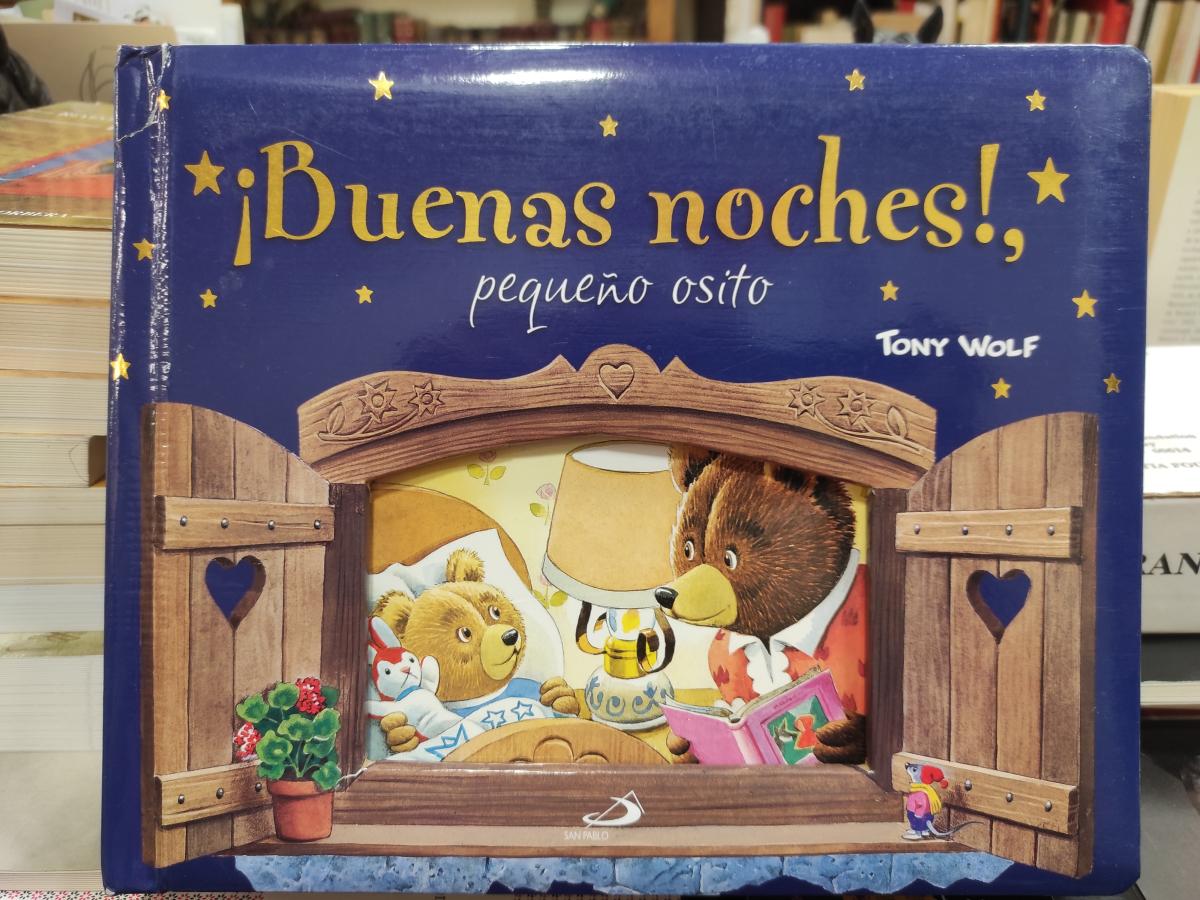 ¡Buenas noches!,
pequeño osito
TONY WOLF
SAN PABLO